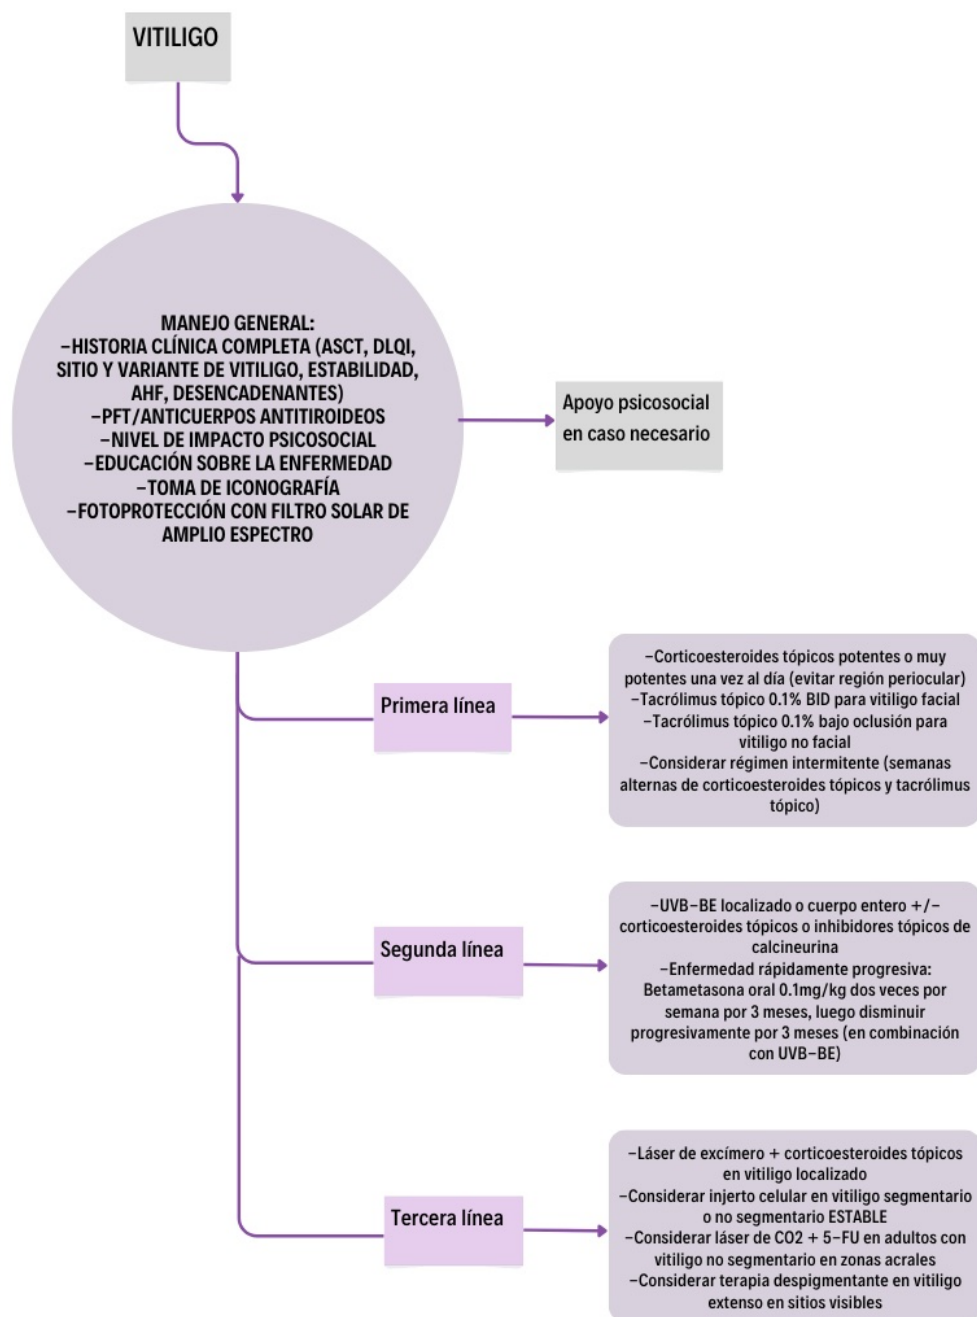 VITILIGO
MANEJO GENERAL:
–HISTORIA CLÍNICA COMPLETA (ASCT, DLQI,
SITIO Y VARIANTE DE VITILIGO, ESTABILIDAD,
AHF, DESENCADENANTES)
–PFT/ANTICUERPOS ANTITIROIDEOS
–NIVEL DE IMPACTO PSICOSOCIAL
–EDUCACIÓN SOBRE LA ENFERMEDAD
–TOMA DE ICONOGRAFÍA
–FOTOPROTECCIÓN CON FILTRO SOLAR DE
AMPLIO ESPECTRO
Apoyo psicosocial
en caso necesario
Primera línea
–Corticoesteroides tópicos potentes o muy
potentes una vez al día (evitar región periocular)
–Tacrólimus tópico 0.1% BID para vitiligo facial
–Tacrólimus tópico 0.1% bajo oclusión para
vitiligo no facial
–Considerar régimen intermitente (semanas
alternas de corticoesteroides tópicos y tacrólimus
tópico)
Segunda línea
–UVB–BE localizado o cuerpo entero +/–
corticoesteroides tópicos o inhibidores tópicos de
calcineurina
–Enfermedad rápidamente progresiva:
Betametasona oral 0.1mg/kg dos veces por
semana por 3 meses, luego disminuir
progresivamente por 3 meses (en combinación
con UVB–BE)
Tercera línea
–Láser de excímero + corticoesteroides tópicos
en vitiligo localizado
–Considerar injerto celular en vitiligo segmentario
o no segmentario ESTABLE
–Considerar láser de CO2 + 5–FU en adultos con
vitiligo no segmentario en zonas acrales
–Considerar terapia despigmentante en vitiligo
extenso en sitios visibles